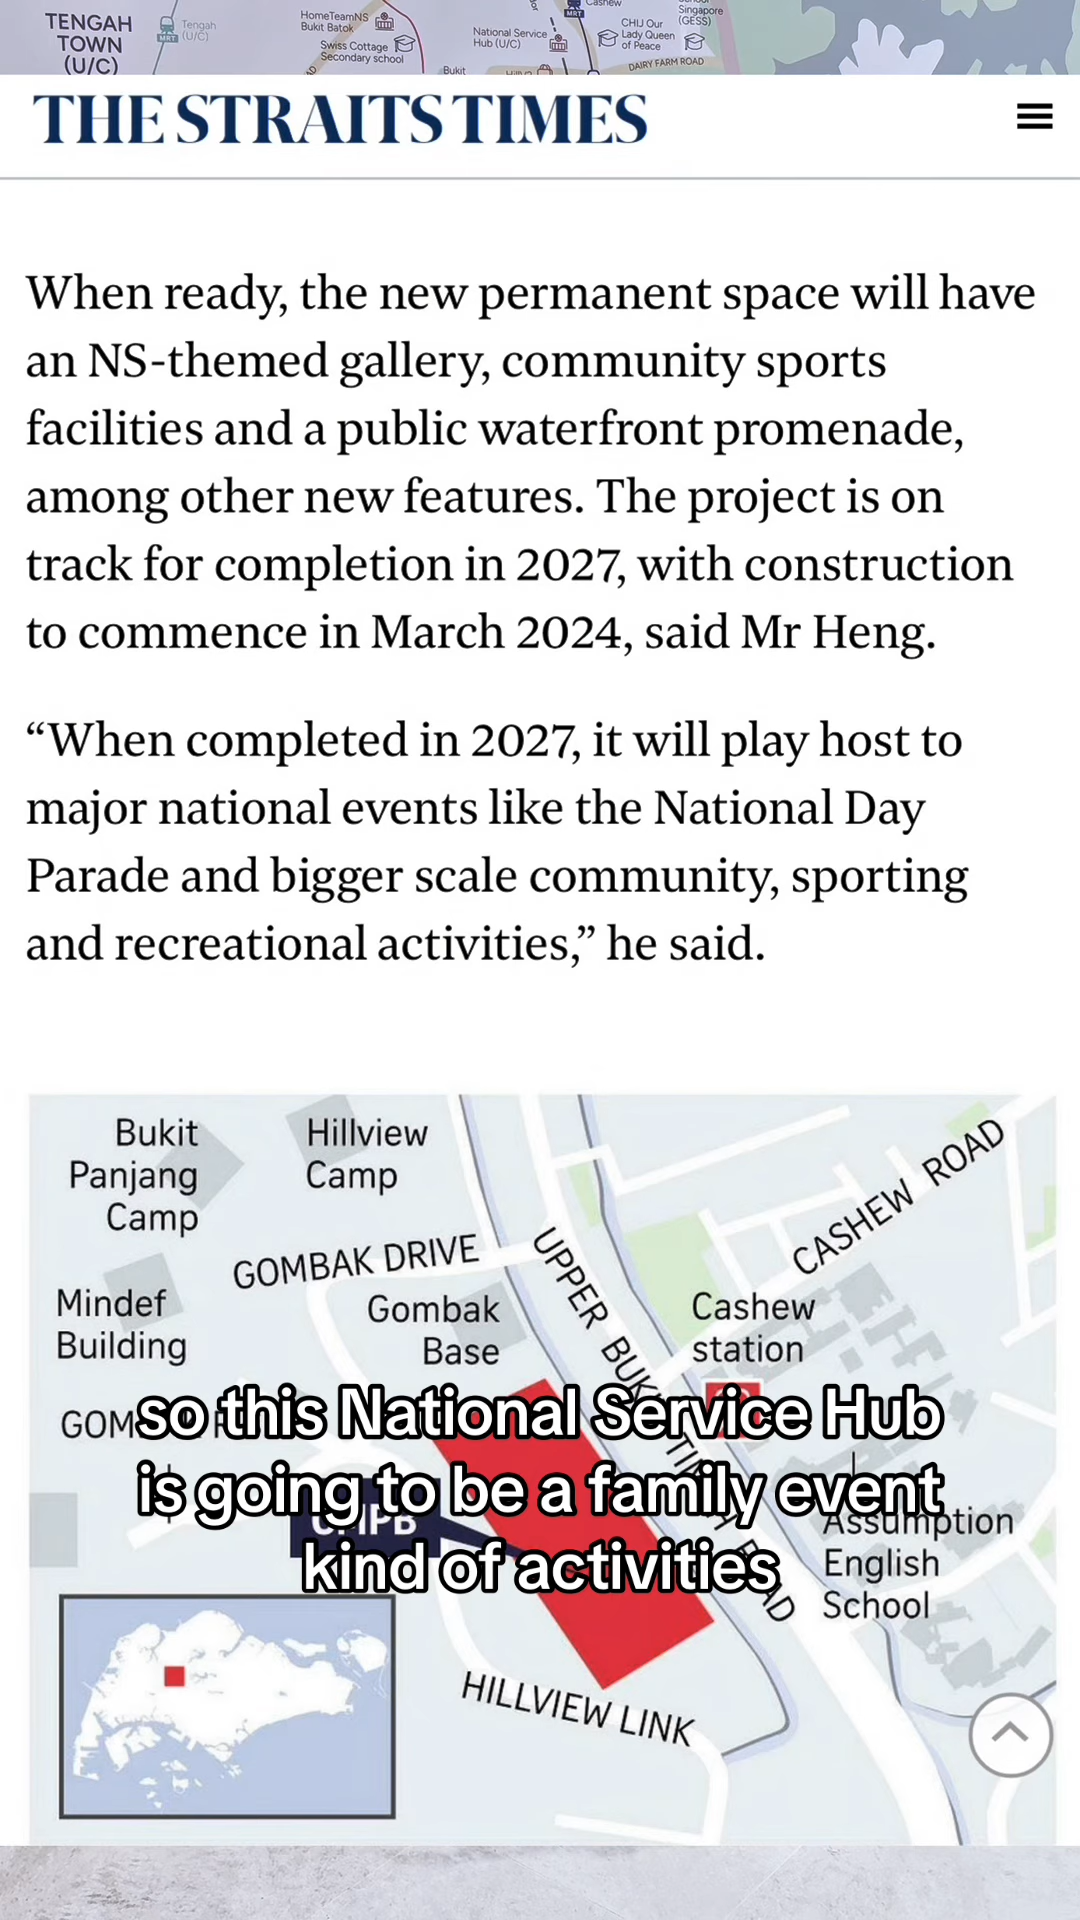 TENGAH
TOWN
(U/C)
MRT
Tengah
(U/C)
HomeTeamNS
Bukit Batok
Swiss Cottage
Secondary school
National Service
Hub (U/C)
Bukit
Cashew
MRT
CHIJ Our
Lady Queen
of Peace
Singapore
(GESS)
DAIRY FARM ROAD
THE STRAITS TIMES
When ready, the new permanent space will have
an NS-themed gallery, community sports
facilities and a public waterfront promenade,
among other new features. The project is on
track for completion in 2027, with construction
to commence in March 2024, said Mr Heng.
“When completed in 2027, it will play host to
major national events like the National Day
Parade and bigger scale community, sporting
and recreational activities,” he said.
Bukit
Panjang
Camp
Hillview
Camp
GOMBAK DRIVE
UPPER BUKIT TIMAH ROAD
CASHEW ROAD
Mindef
Building
Gombak
Base
Cashew
station
so this National Service Hub
is going to be a family event
kind of activities
CMPB
Assumption
English
School
HILLVIEW LINK